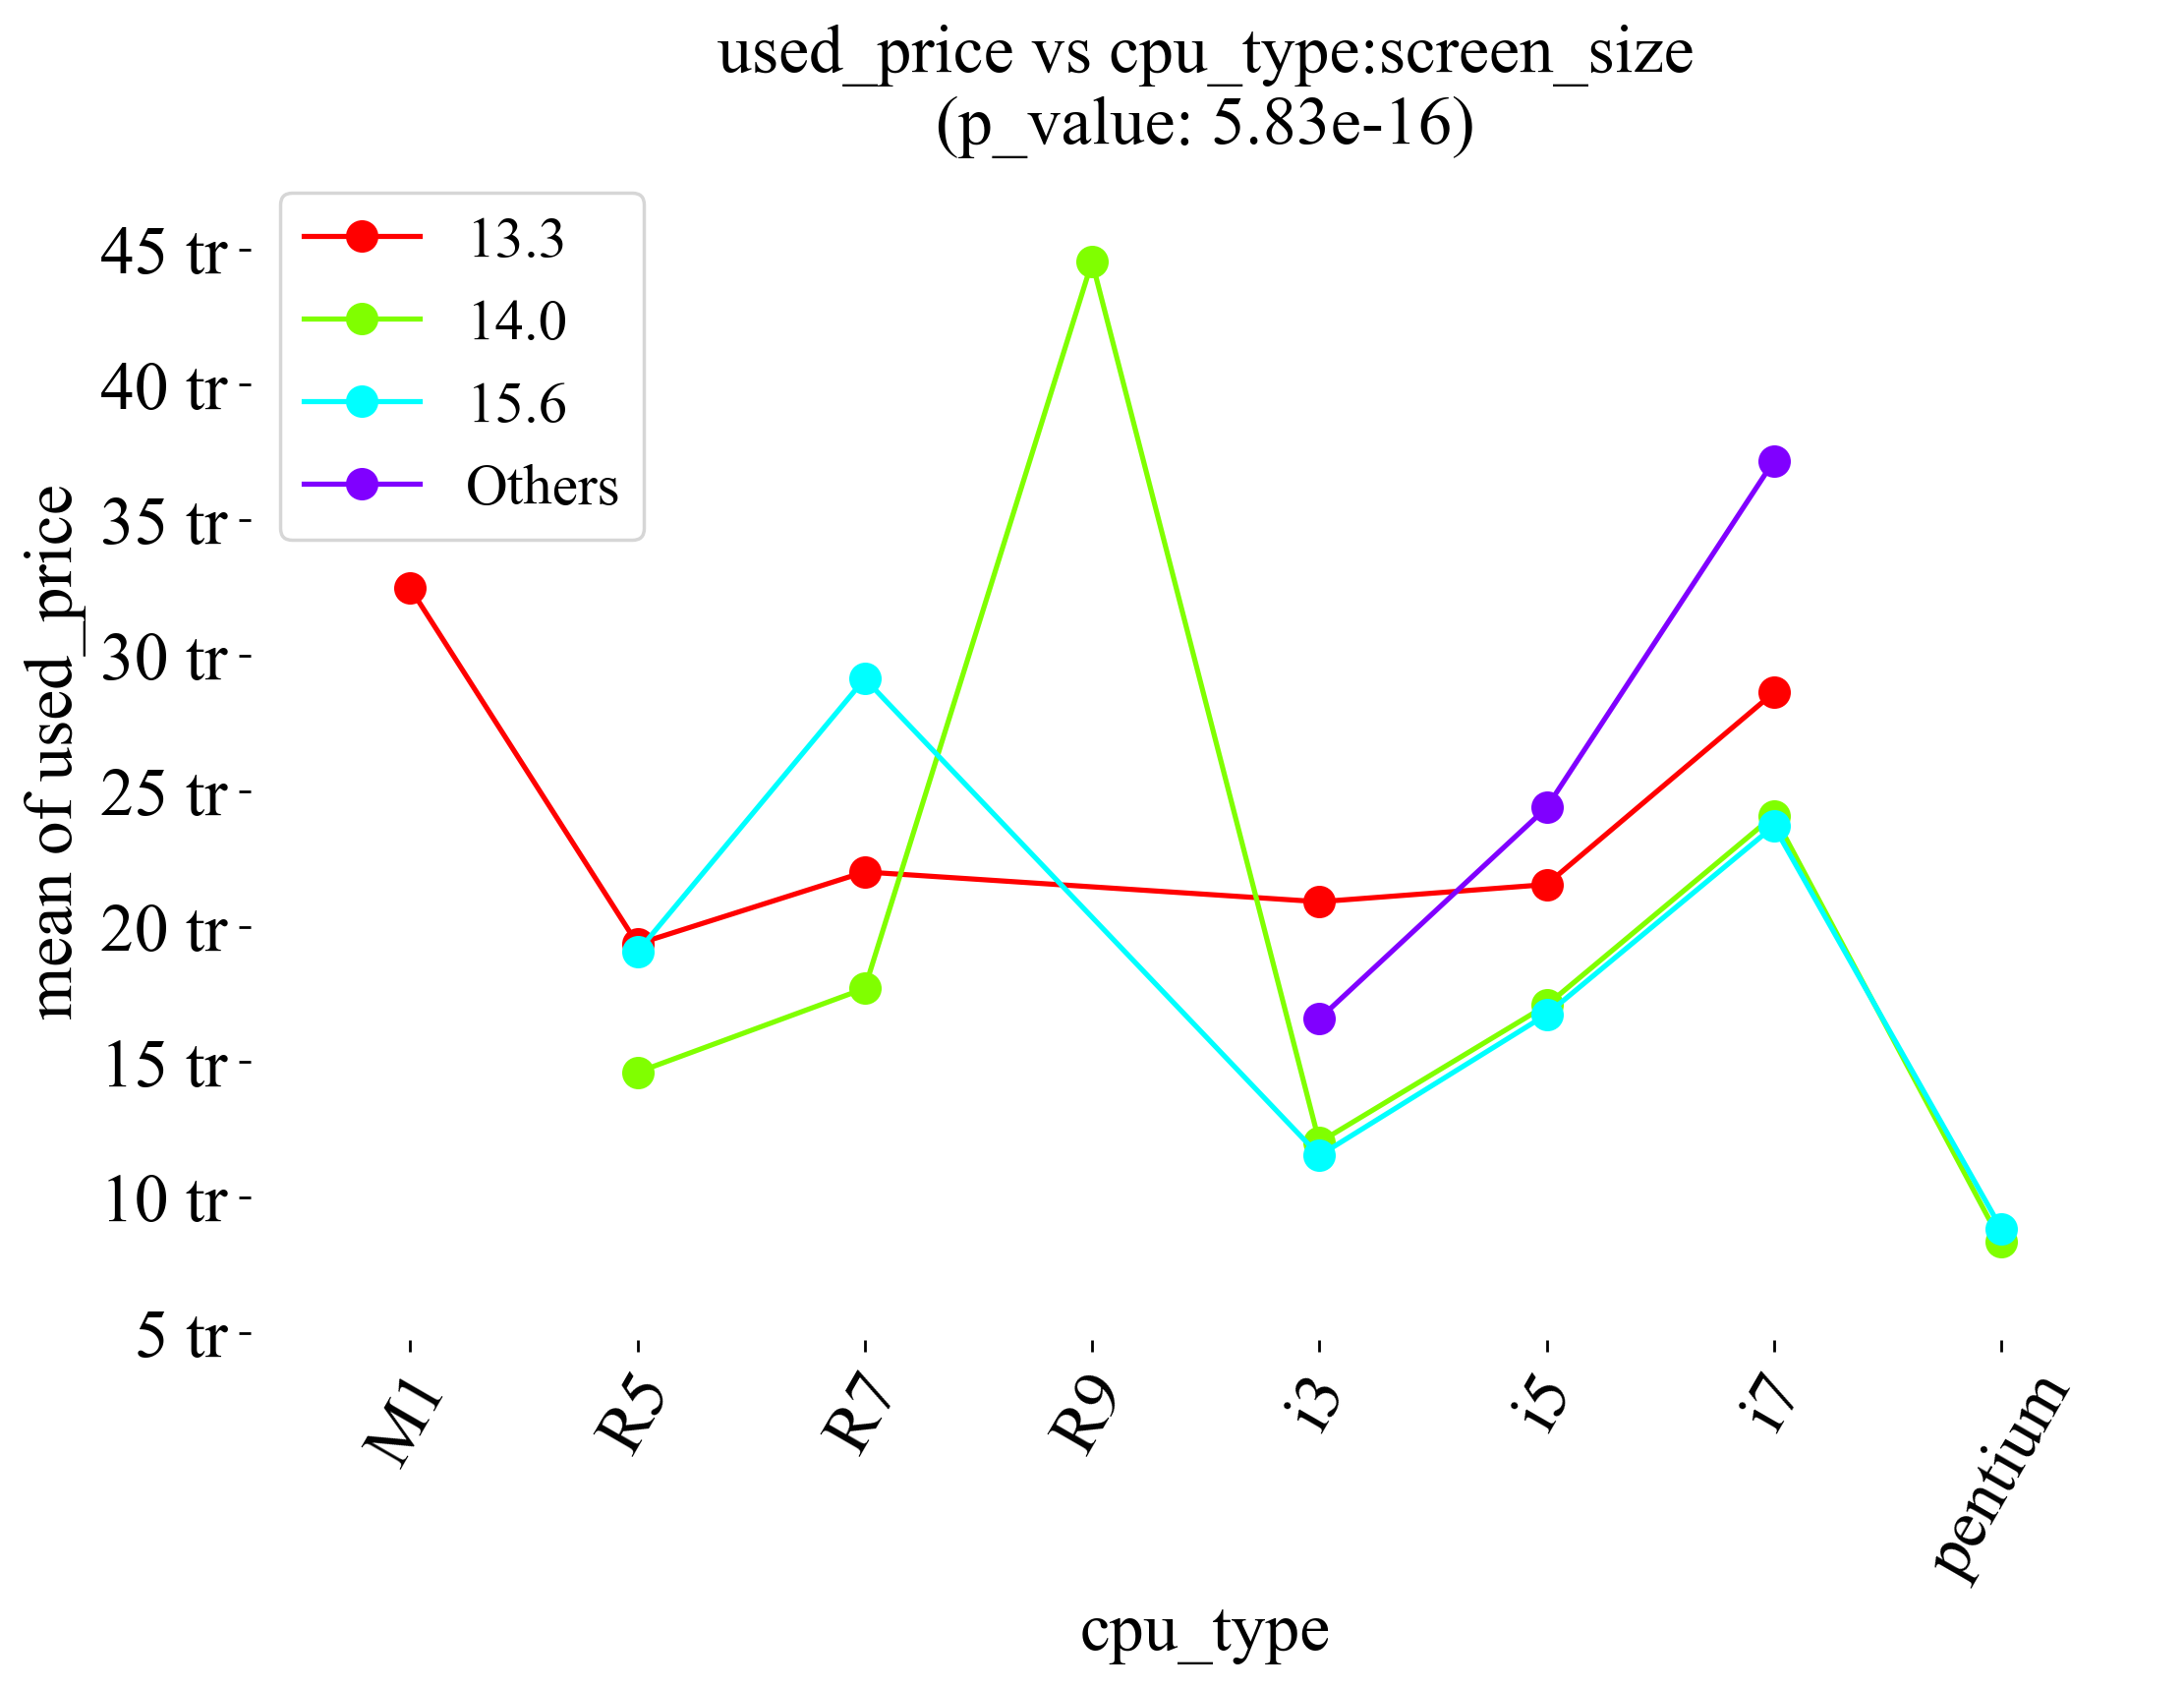 used_price vs cpu_type:screen_size
(p_value: 5.83e-16)
13.3
14.0
15.6
Others
45 tr
40 tr
35 tr
30 tr
25 tr
20 tr
15 tr
10 tr
5 tr
mean of used_price
M1
R5
R7
R9
i3
i5
i7
pentium
cpu_type